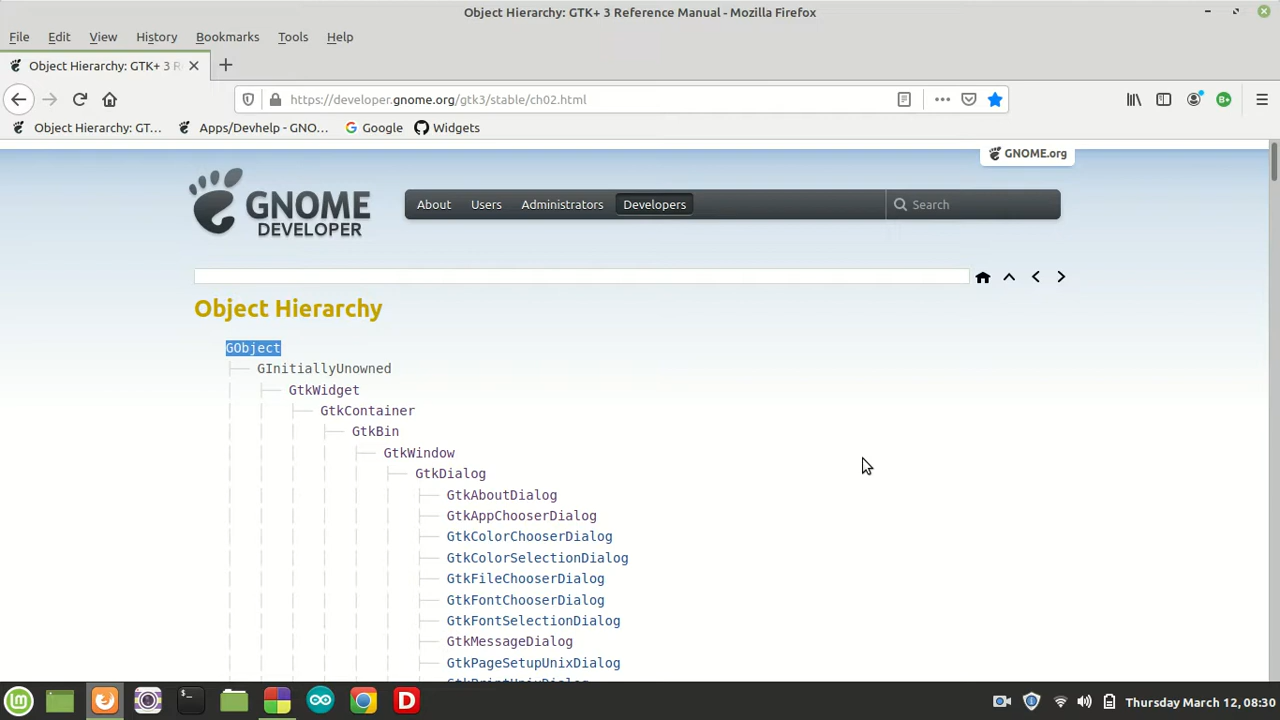 Object Hierarchy: GTK+ 3 Reference Manual - Mozilla Firefox
File Edit View History Bookmarks Tools Help
Object Hierarchy: GTK+ 3 R
https://developer.gnome.org/gtk3/stable/ch02.html
Object Hierarchy: GT... Apps/Devhelp - GNO... Google Widgets
GNOME.org
GNOME DEVELOPER
About Users Administrators Developers Search
Object Hierarchy
GObject
GInitiallyUnowned
GtkWidget
GtkContainer
GtkBin
GtkWindow
GtkDialog
GtkAboutDialog
GtkAppChooserDialog
GtkColorChooserDialog
GtkColorSelectionDialog
GtkFileChooserDialog
GtkFontChooserDialog
GtkFontSelectionDialog
GtkMessageDialog
GtkPageSetupUnixDialog
Thursday March 12, 08:30